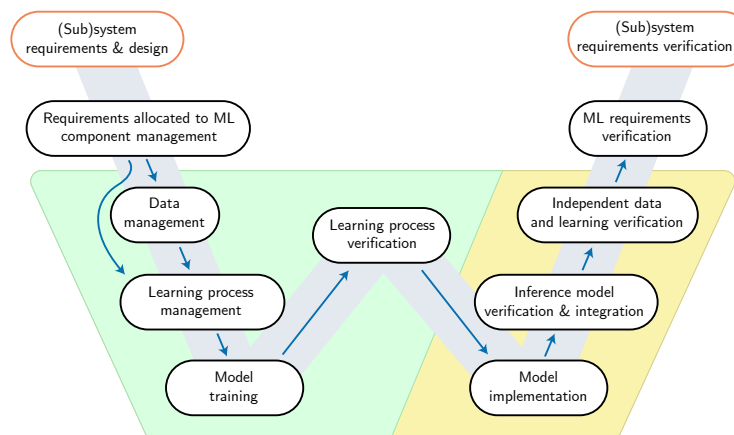 (Sub)system
requirements & design
(Sub)system
requirements verification
Requirements allocated to ML
component management
ML requirements
verification
Data
management
Learning process
verification
Independent data
and learning verification
Learning process
management
Inference model
verification & integration
Model
training
Model
implementation